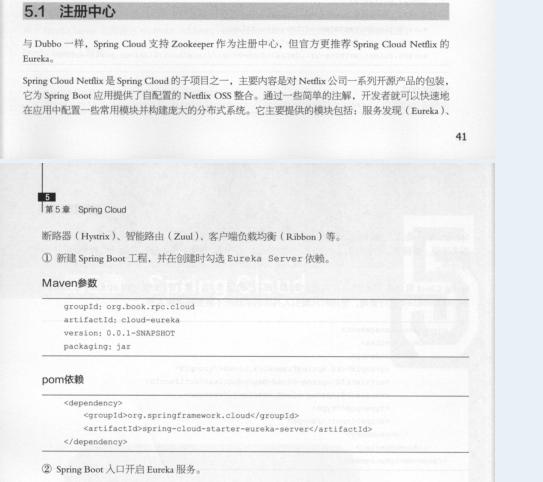 5.1 注册中心
与 Dubbo 一样，Spring Cloud 支持 Zookeeper 作为注册中心，但官方更推荐 Spring Cloud Netflix 的
Eureka。
Spring Cloud Netflix 是 Spring Cloud 的子项目之一，主要内容是对 Netflix 公司一系列开源产品的包装，
它为 Spring Boot 应用提供了自配置的 Netflix OSS 整合。通过一些简单的注解，开发者就可以快速地
在应用中配置一些常用模块并构建庞大的分布式系统。它主要提供的模块包括：服务发现（Eureka）、
41
5
第 5 章 Spring Cloud
断路器（Hystrix）、智能路由（Zuul）、客户端负载均衡（Ribbon）等。
① 新建 Spring Boot 工程，并在创建时勾选 Eureka Server 依赖。
Maven参数
groupId: org.book.rpc.cloud
artifactId: cloud-eureka
version: 0.0.1-SNAPSHOT
packaging: jar
pom依赖
<dependency>
<groupId>org.springframework.cloud</groupId>
<artifactId>spring-cloud-starter-eureka-server</artifactId>
</dependency>
② Spring Boot 入口开启 Eureka 服务。